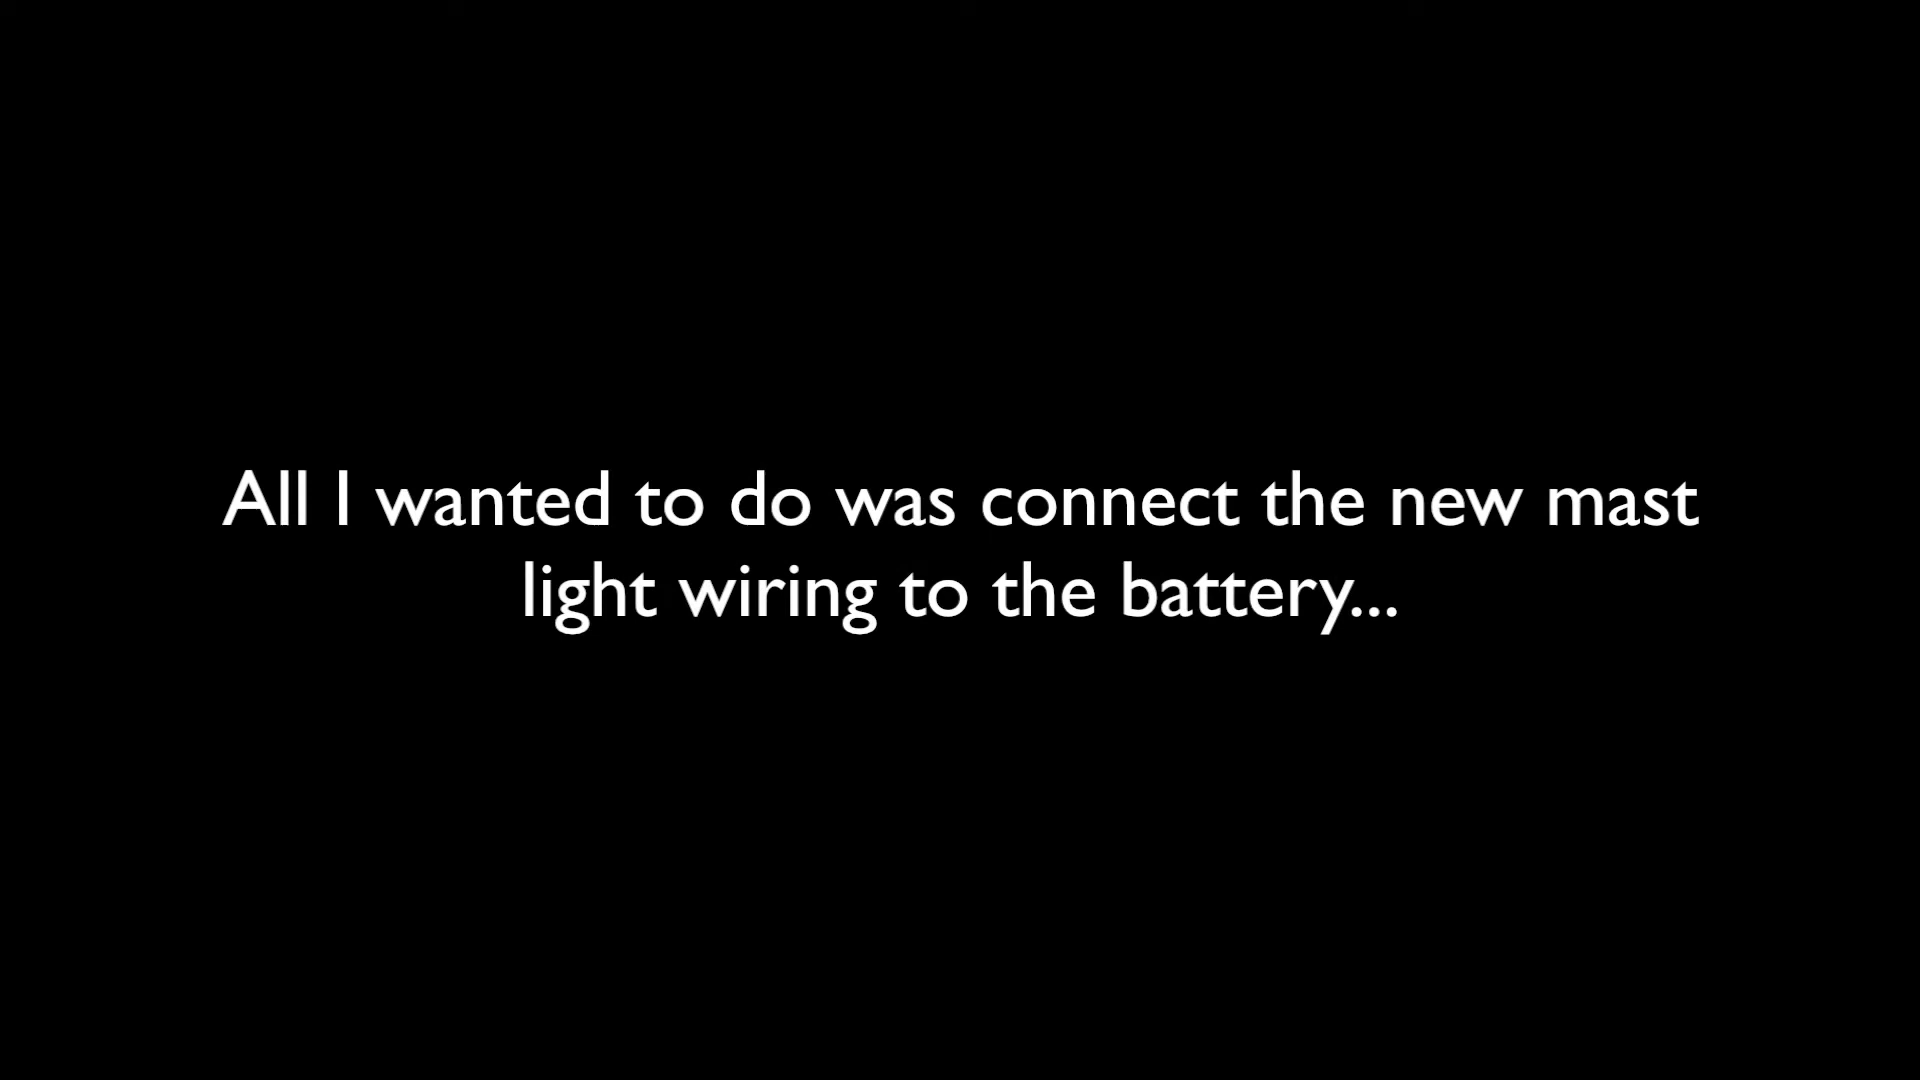 All I wanted to do was connect the new mast
light wiring to the battery...